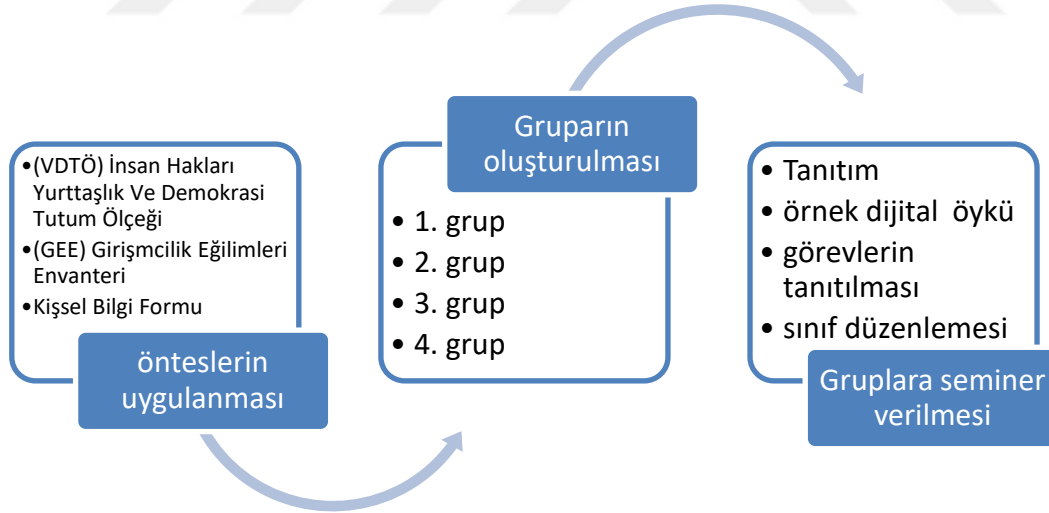 •(VDTÖ) İnsan Hakları
Yurttaşlık Ve Demokrasi
Tutum Ölçeği
•(GEE) Girişmcilik Eğilimleri
Envanteri
•Kişsel Bilgi Formu
önteslerin
uygulanması
Gruparın
oluşturulması
• 1. grup
• 2. grup
• 3. grup
• 4. grup
• Tanıtım
• örnek dijital öykü
• görevlerin
tanıtılması
• sınıf düzenlemesi
Gruplara seminer
verilmesi